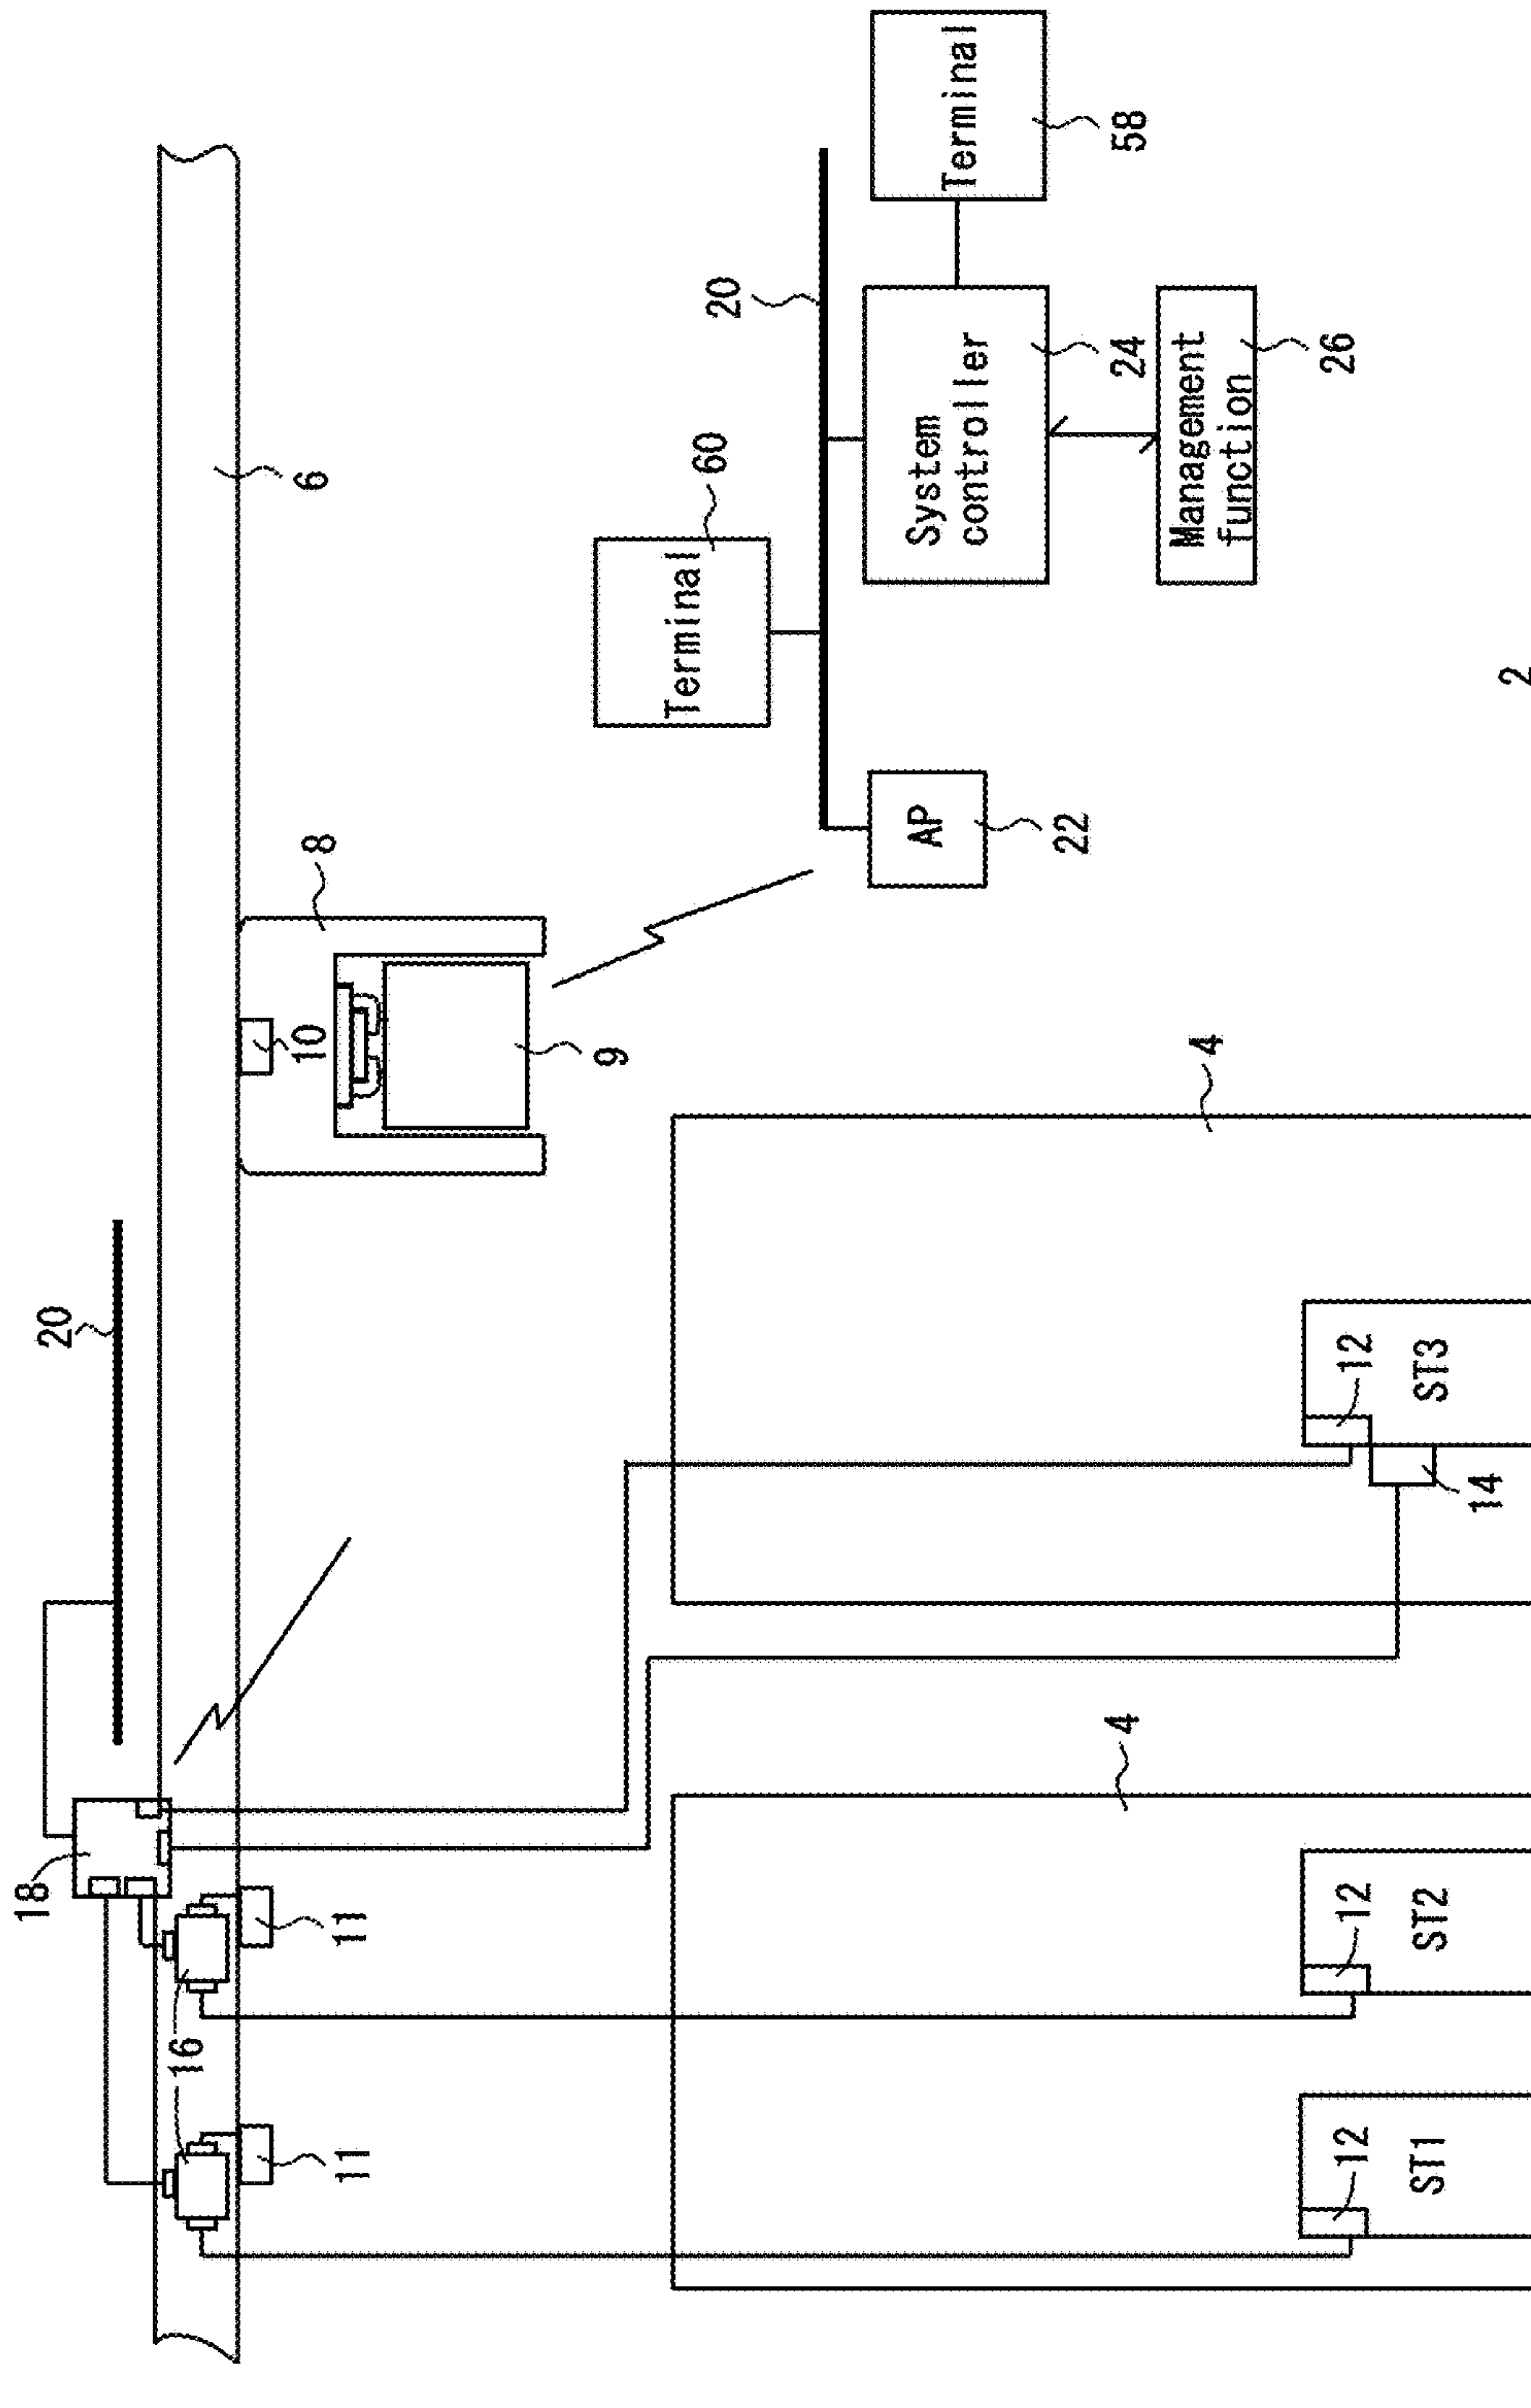 18
20
6
16
11
11
10
8
9
Terminal
60
20
Terminal
58
AP
22
System
controller
24
Management
function
26
4
4
12
ST1
12
ST2
12
ST3
14
2